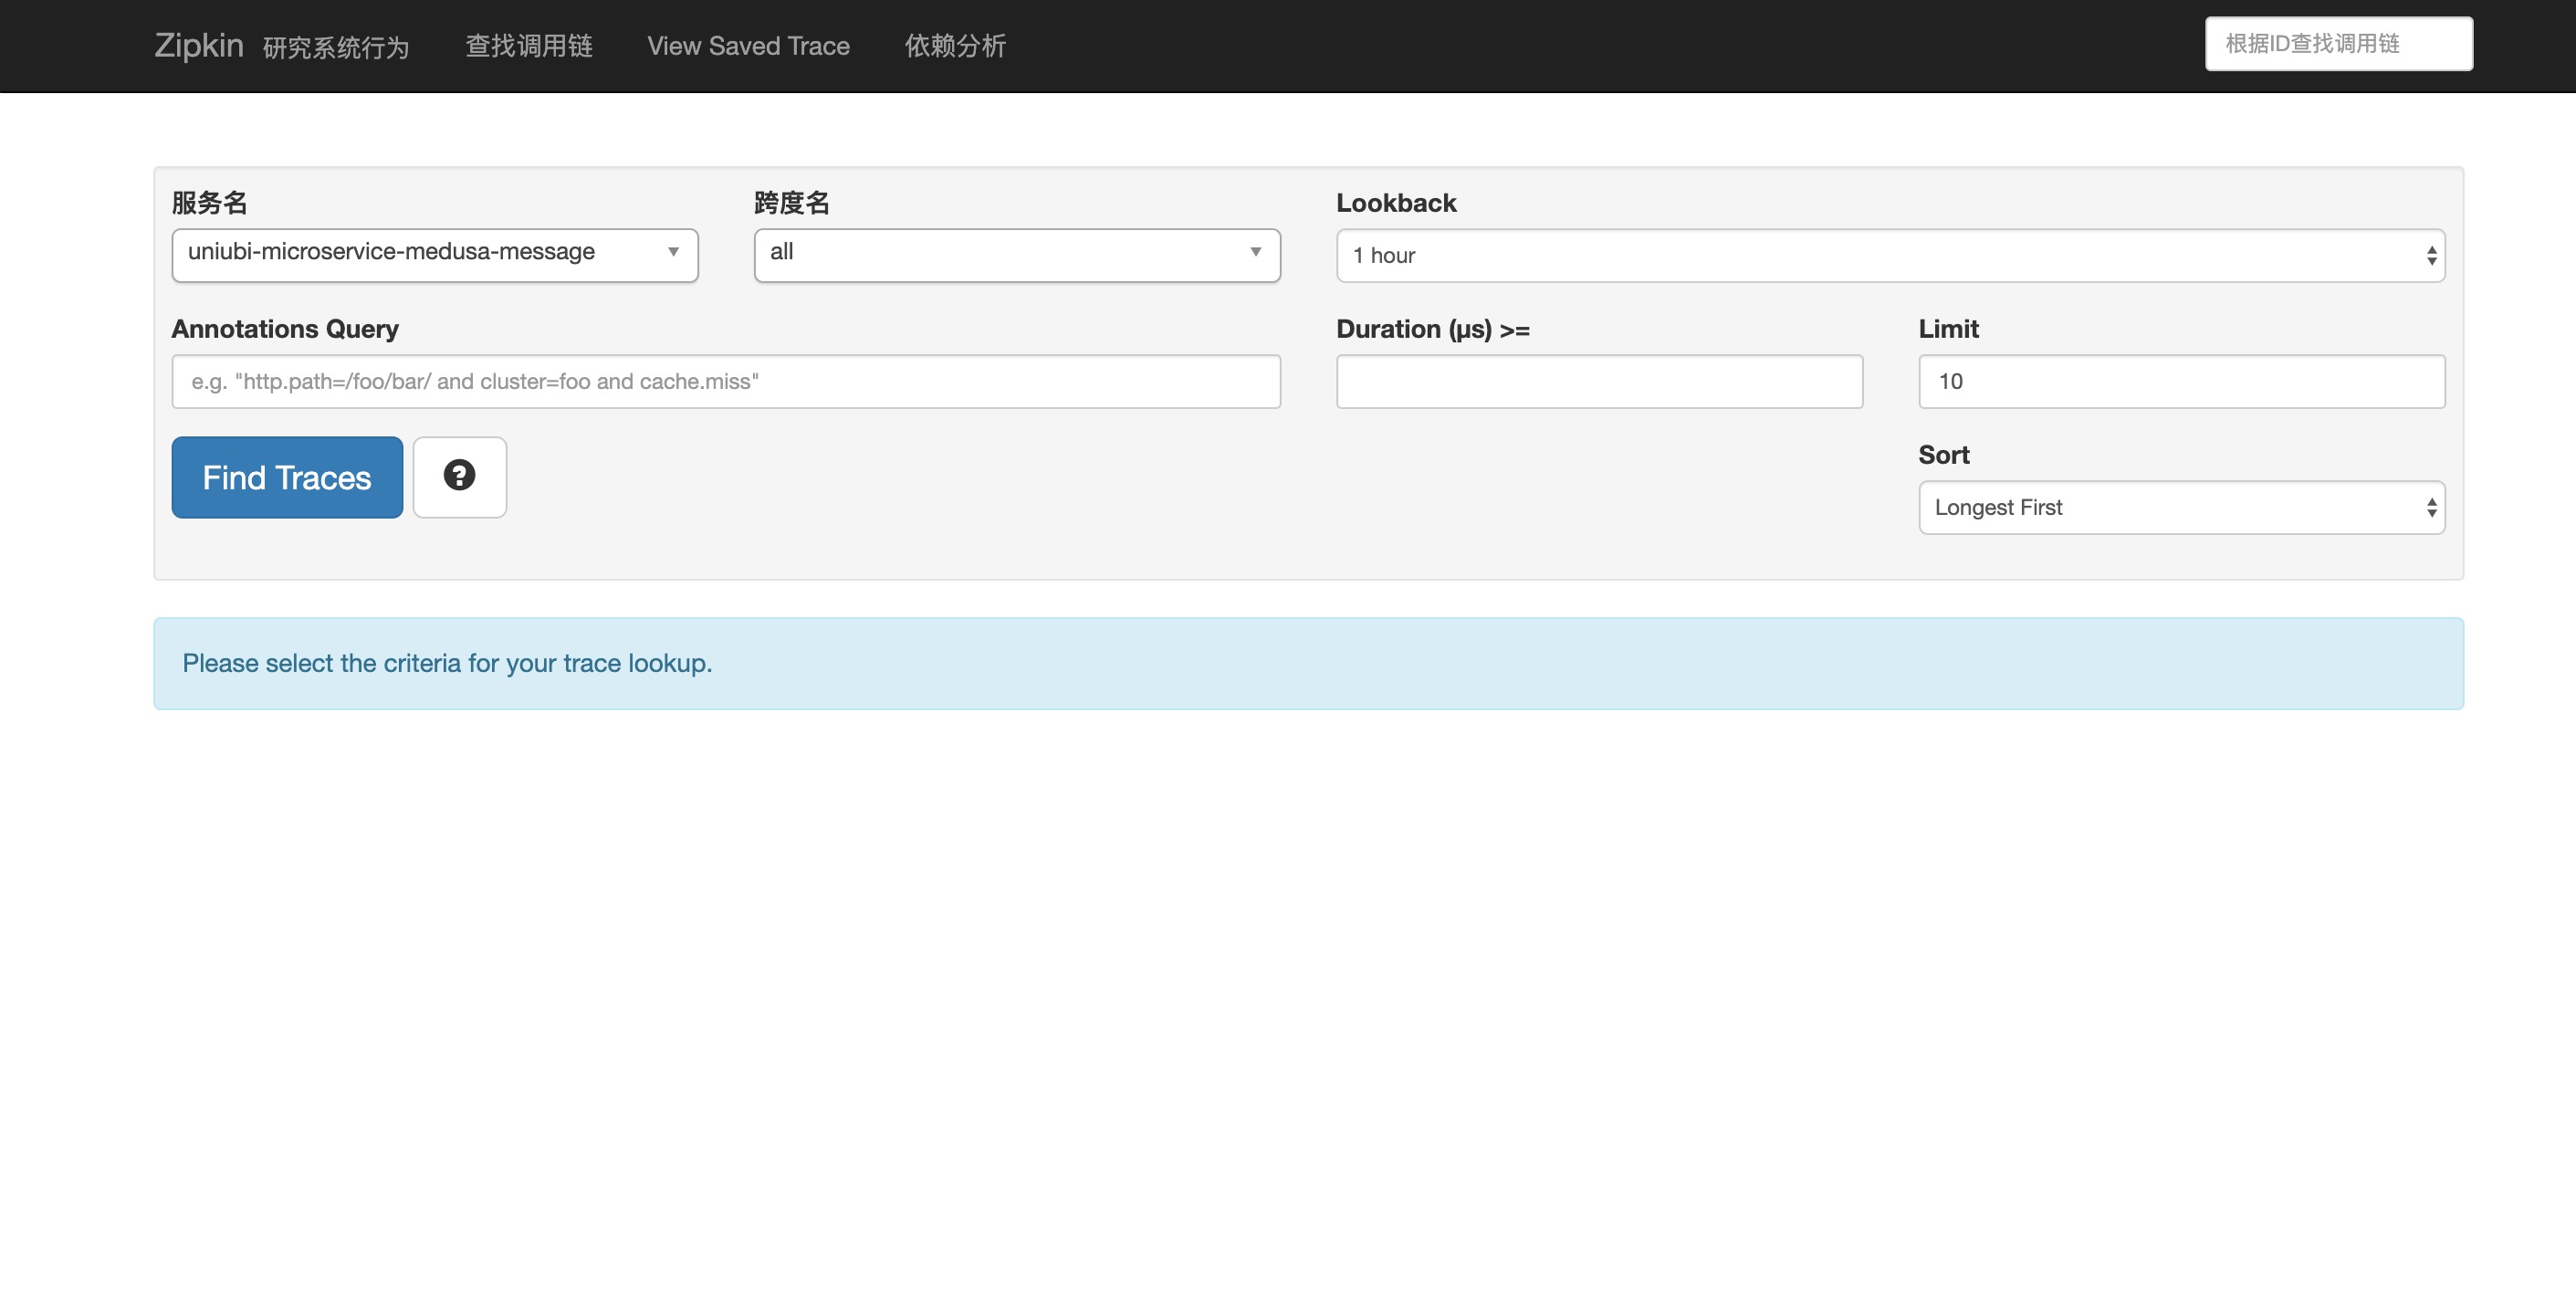 Zipkin 研究系统行为 查找调用链 View Saved Trace 依赖分析 根据ID查找调用链
服务名 跨度名 Lookback
uniubi-microservice-medusa-message all 1 hour
Annotations Query Duration (μs) >= Limit
e.g. "http.path=/foo/bar/ and cluster=foo and cache.miss" 10
Find Traces ?
Sort
Longest First
Please select the criteria for your trace lookup.